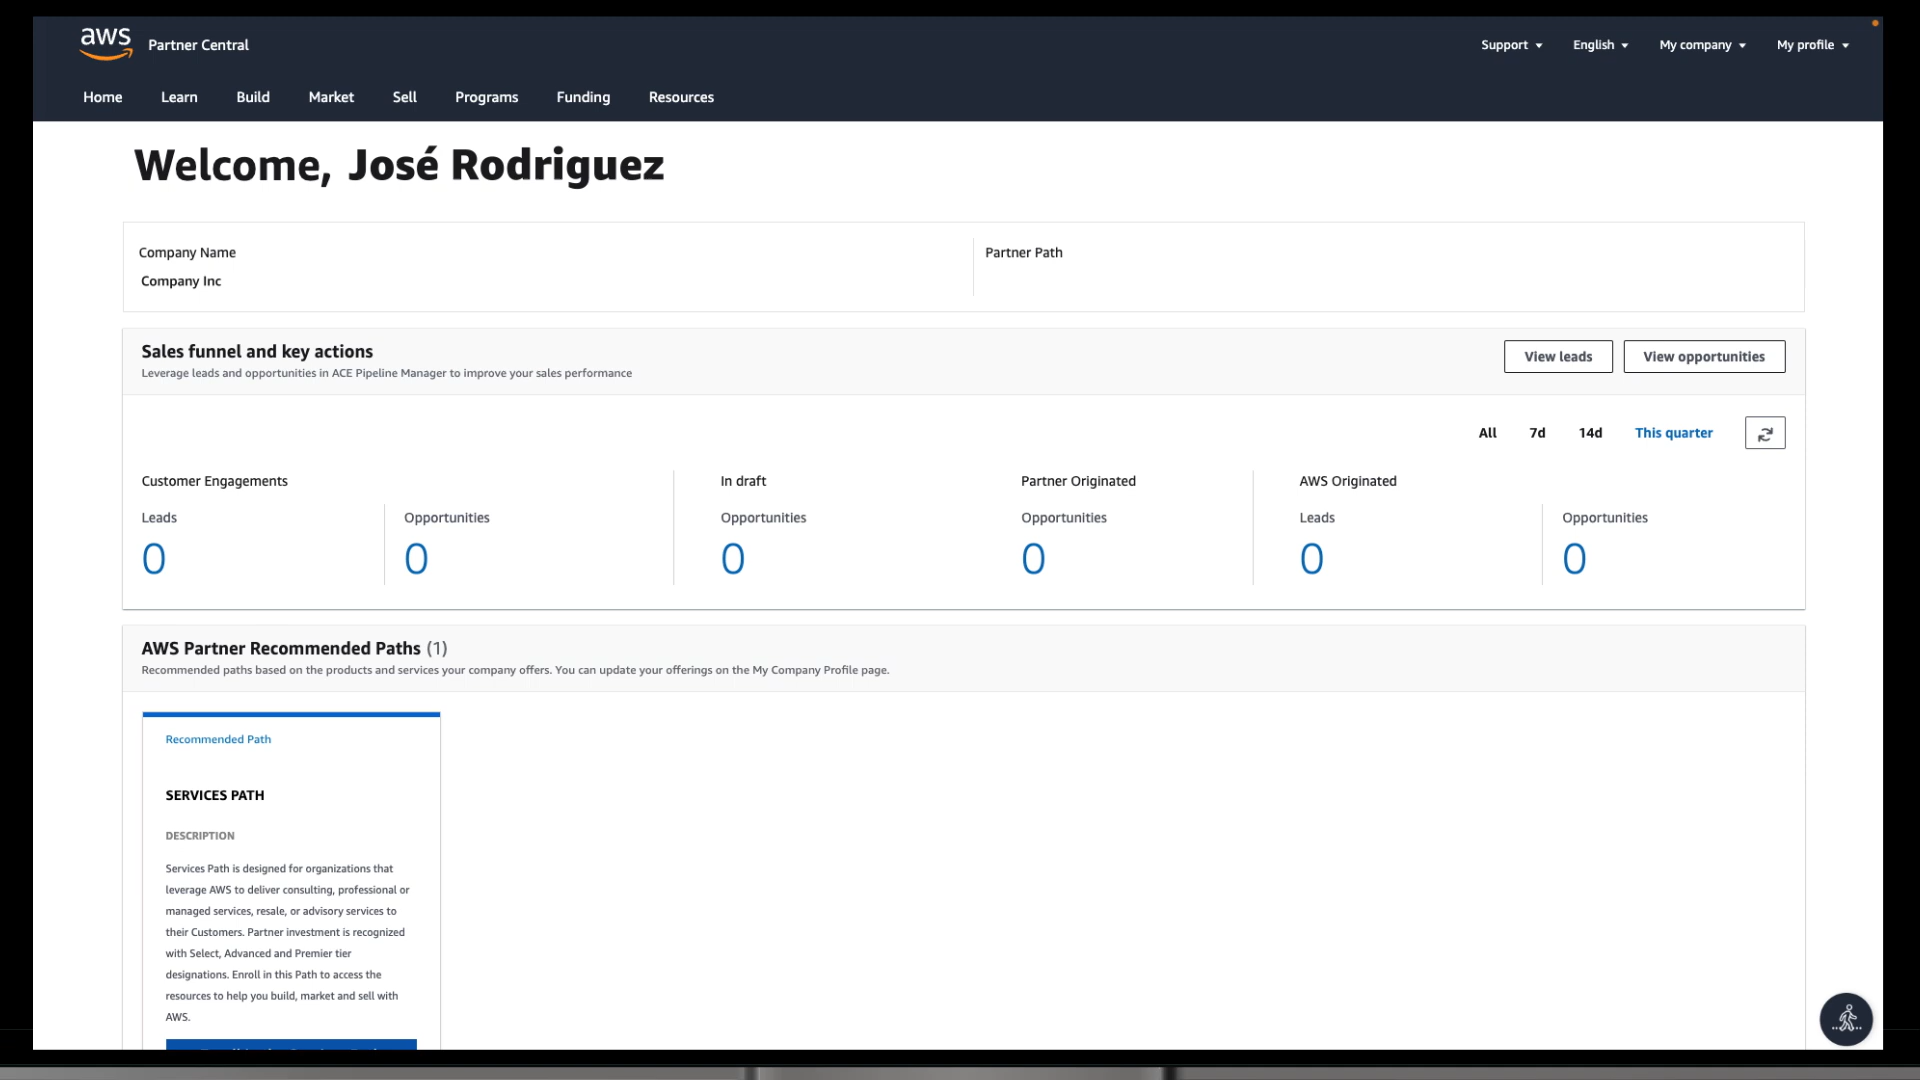 aws Partner Central
Support English My company My profile
Home Learn Build Market Sell Programs Funding Resources
Welcome, José Rodriguez
Company Name
Company Inc
Partner Path
Sales funnel and key actions
Leverage leads and opportunities in ACE Pipeline Manager to improve your sales performance
View leads View opportunities
All 7d 14d This quarter
Customer Engagements In draft Partner Originated AWS Originated
Leads Opportunities Opportunities Opportunities Leads Opportunities
0 0 0 0 0 0
AWS Partner Recommended Paths (1)
Recommended paths based on the products and services your company offers. You can update your offerings on the My Company Profile page.
Recommended Path
SERVICES PATH
DESCRIPTION
Services Path is designed for organizations that
leverage AWS to deliver consulting, professional or
managed services, resale, or advisory services to
their Customers. Partner investment is recognized
with Select, Advanced and Premier tier
designations. Enroll in this Path to access the
resources to help you build, market and sell with
AWS.